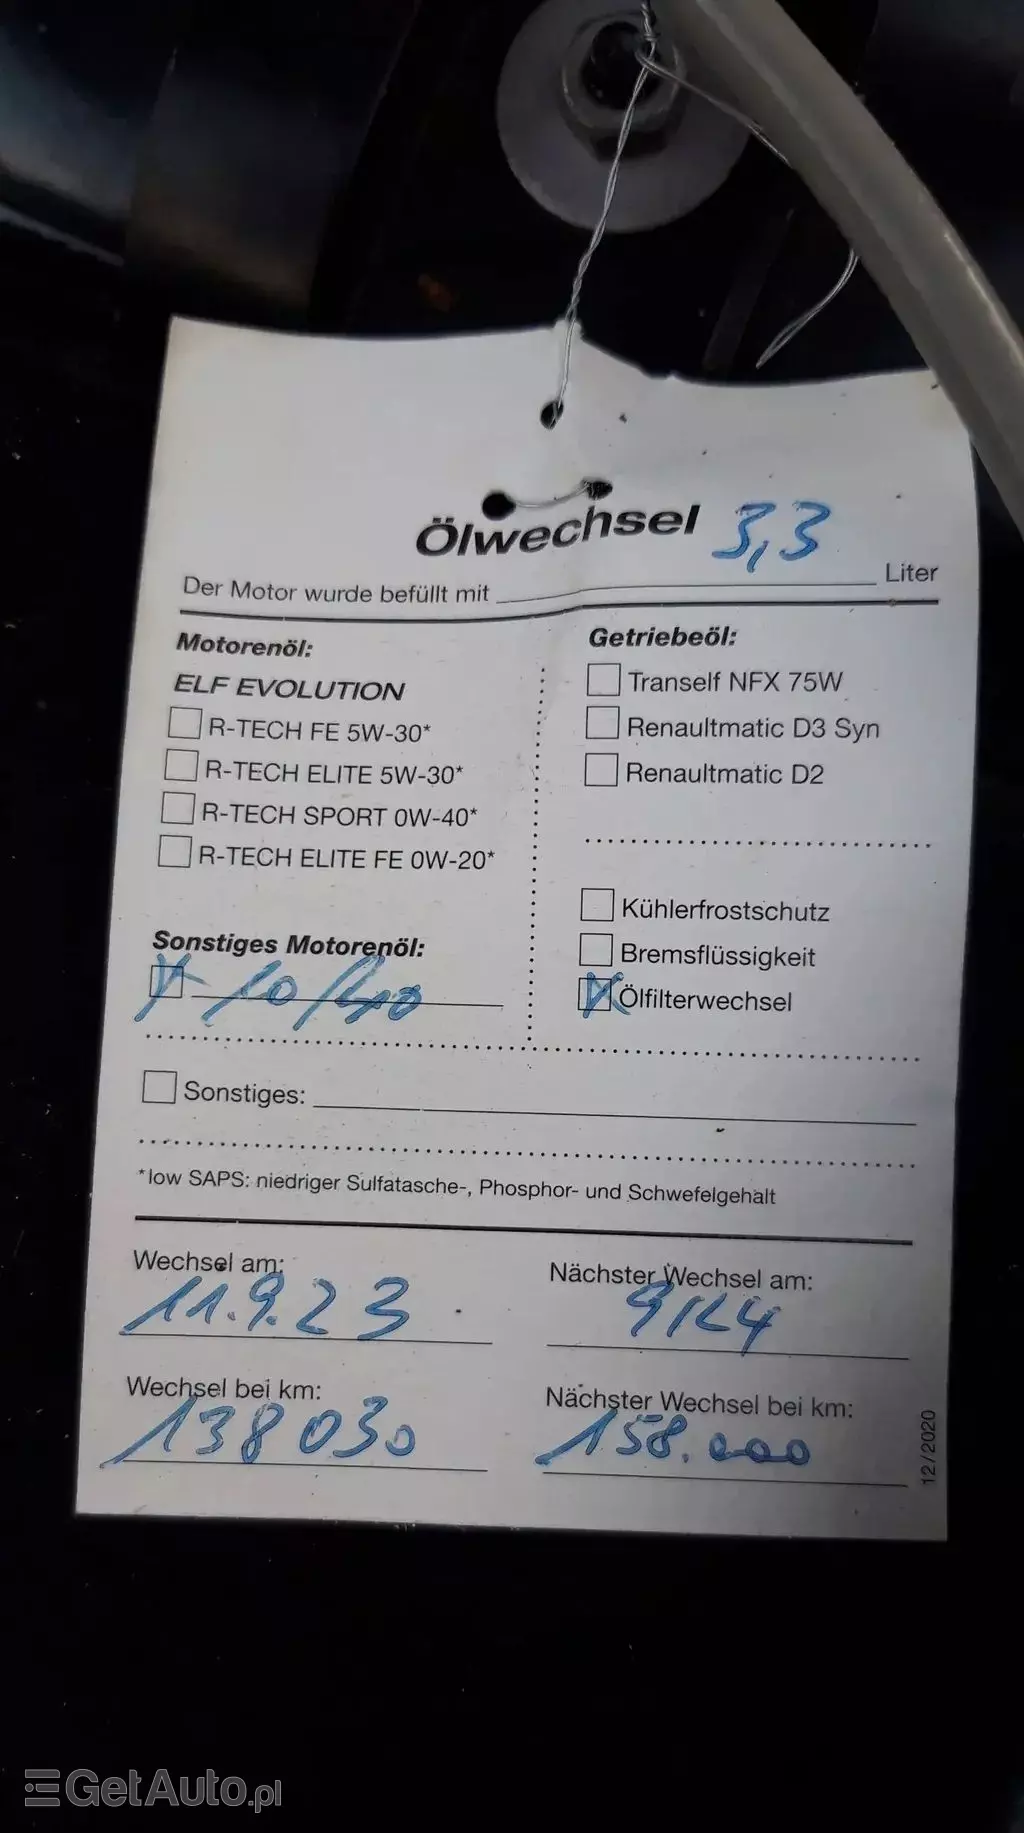 Ölwechsel 3,3
Der Motor wurde befüllt mit Liter
Motorenöl:
ELF EVOLUTION
R-TECH FE 5W-30*
R-TECH ELITE 5W-30*
R-TECH SPORT 0W-40*
R-TECH ELITE FE 0W-20*
Sonstiges Motorenöl:
10/40
Getriebeöl:
Tranself NFX 75W
Renaultmatic D3 Syn
Renaultmatic D2
Kühlerfrostschutz
Bremsflüssigkeit
Ölfilterwechsel
Sonstiges:
*low SAPS: niedriger Sulfatasche-, Phosphor- und Schwefelgehalt
Wechsel am:
11.9.23
Nächster Wechsel am:
9/24
Wechsel bei km:
138030
Nächster Wechsel bei km:
158.000
12/2020
GetAuto.pl